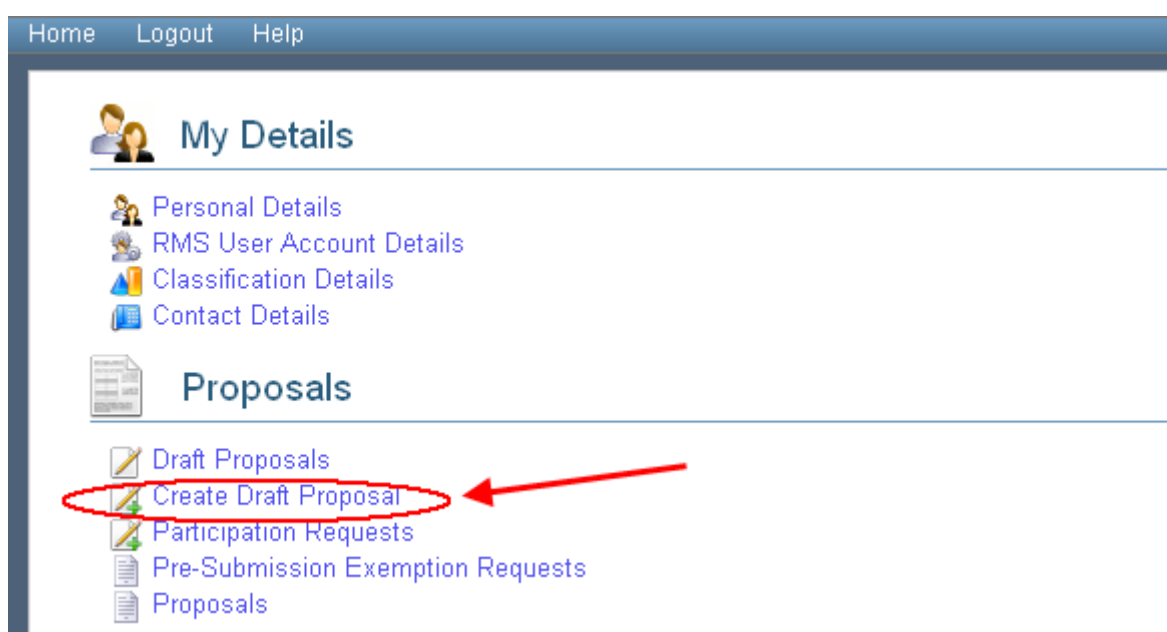 Home Logout Help
My Details
Personal Details
RMS User Account Details
Classification Details
Contact Details
Proposals
Draft Proposals
Create Draft Proposal
Participation Requests
Pre-Submission Exemption Requests
Proposals